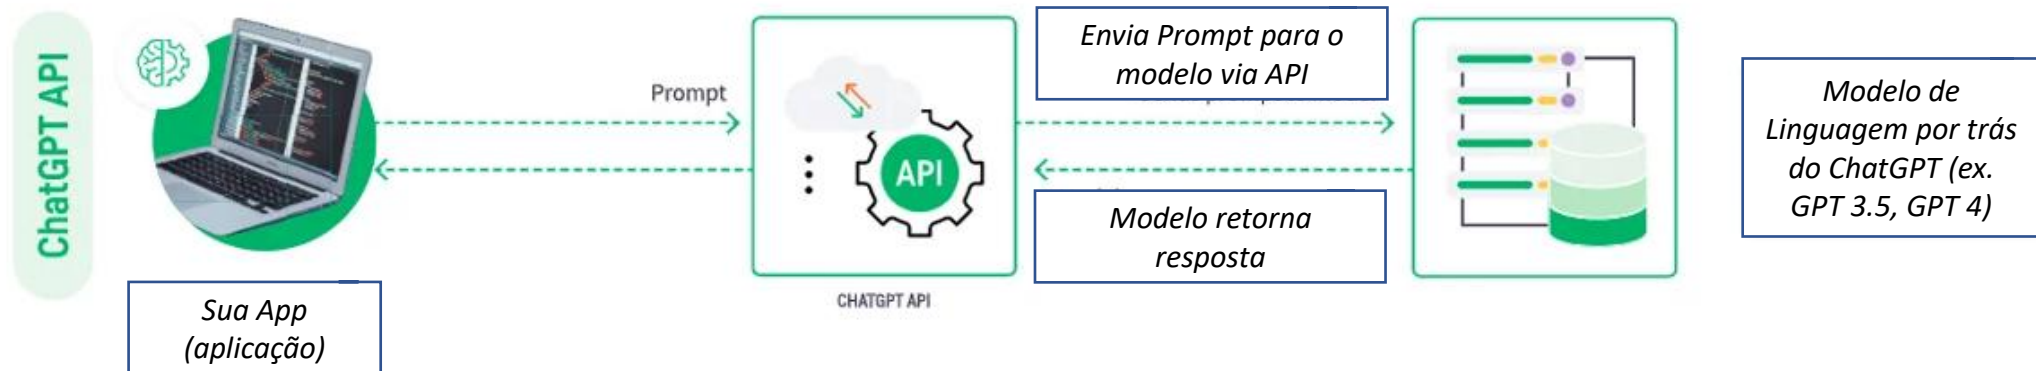 ChatGPT API
Prompt
Envia Prompt para o
modelo via API
API
Modelo retorna
resposta
CHATGPT API
Modelo de
Linguagem por trás
do ChatGPT (ex.
GPT 3.5, GPT 4)
Sua App
(aplicação)